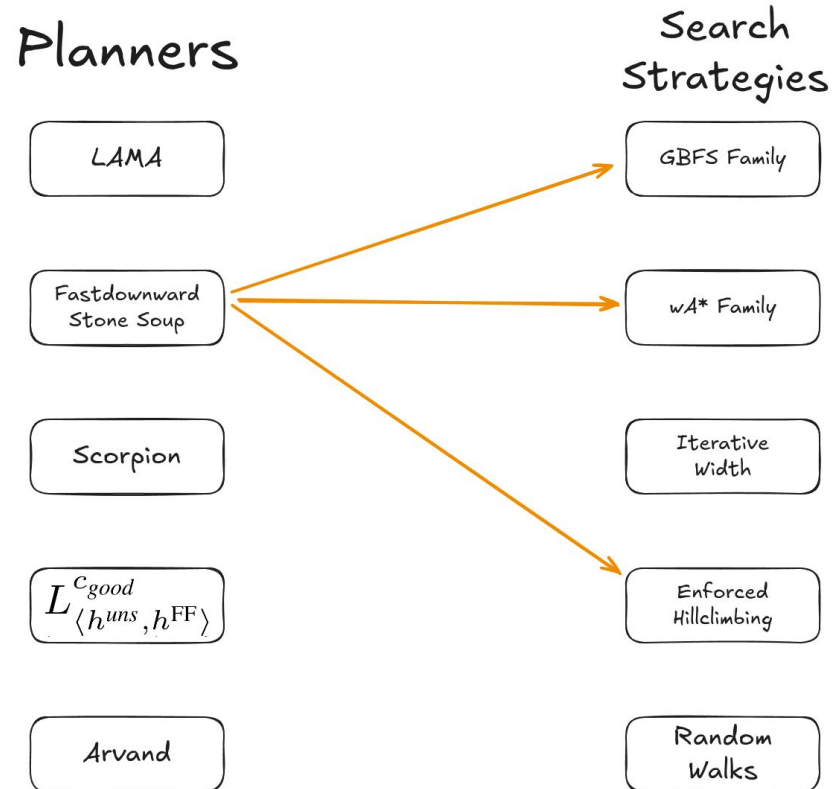 Planners
Search
Strategies
LAMA
GBFS Family
Fastdownward
Stone Soup
wA* Family
Scorpion
Iterative
Width
L^{c_{good}}_{⟨h^{uns}, h^{FF}⟩}
Enforced
Hillclimbing
Arvand
Random
Walks